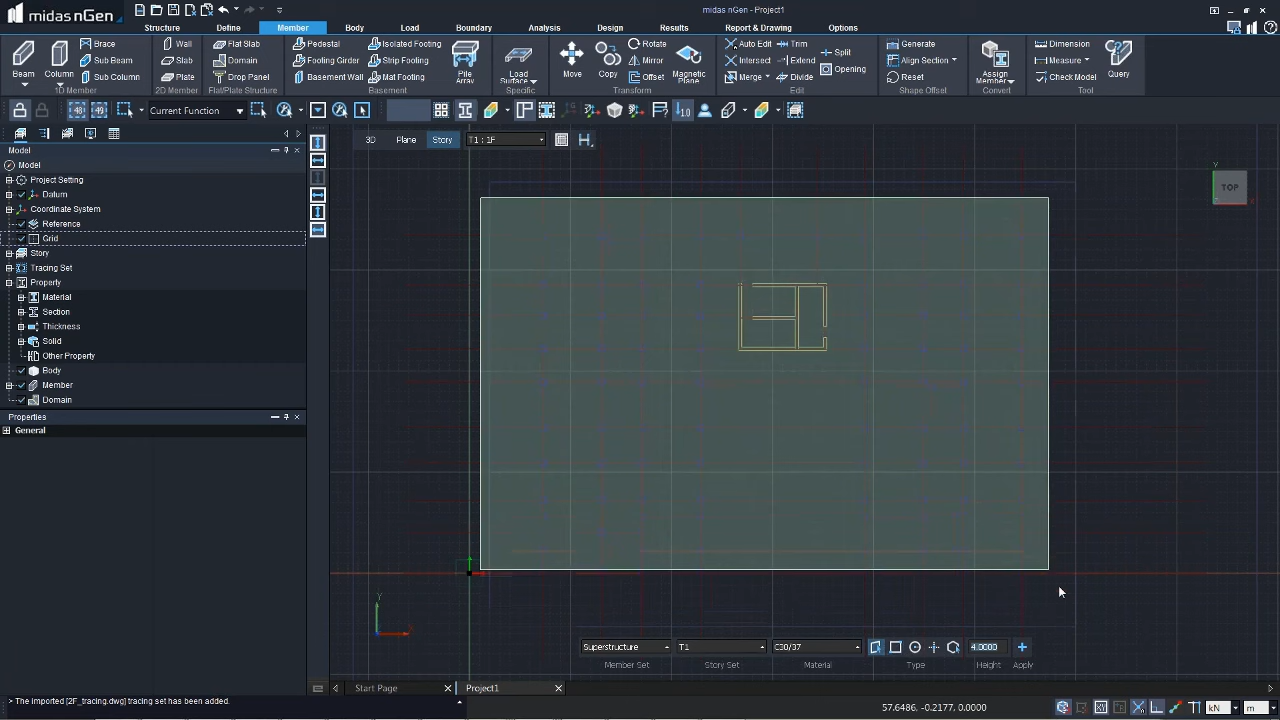 midas nGen
midas nGen - Project1
Structure Define Member Body Load Boundary Analysis Design Results Report & Drawing Options
Brace Wall Flat Slab Pedestal Isolated Footing Rotate Auto Edit Trim Split Generate Dimension
Sub Beam Slab Domain Footing Girder Strip Footing Mirror Intersect Extend Opening Align Section Measure
Sub Column Plate Drop Panel Basement Wall Mat Footing Offset Merge Divide Reset Check Model
Beam Column Pile Array Load Surface Move Copy Magnetic Plane Assign Member Query
1D Member 2D Member Flat/Plate Structure Basement Specific Transform Edit Shape Offset Convert Tools
Current Function
3D Plane Story T1 : 1F
Model
Model
Project Setting
Datum
Coordinate System
Reference
Grid
Story
Tracing Set
Property
Material
Section
Thickness
Solid
Other Property
Body
Member
Domain
Properties
General
TOP
Y
Y
Superstructure T1 C30/37 4.0000
Member Set Story Set Material Type Height Apply
Start Page Project1
> The imported [2F_tracing.dwg] tracing set has been added.
57.6486, -0.2177, 0.0000 kN m